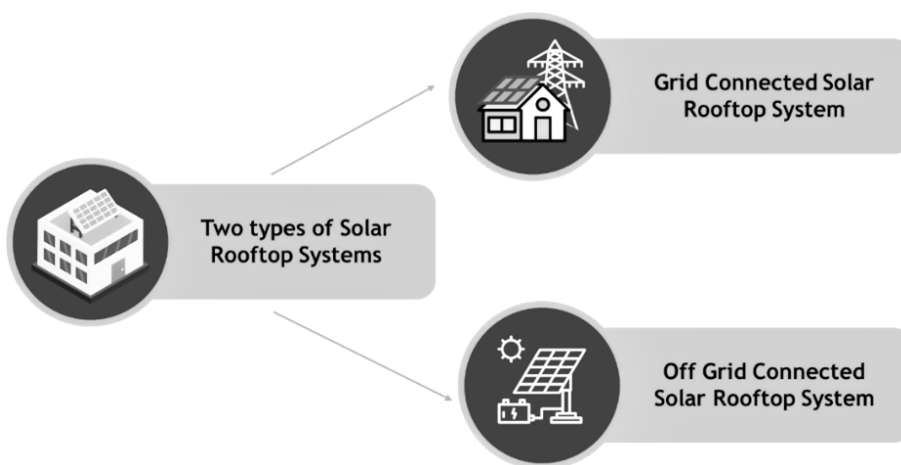 Grid Connected Solar
Rooftop System
Two types of Solar
Rooftop Systems
Off Grid Connected
Solar Rooftop System